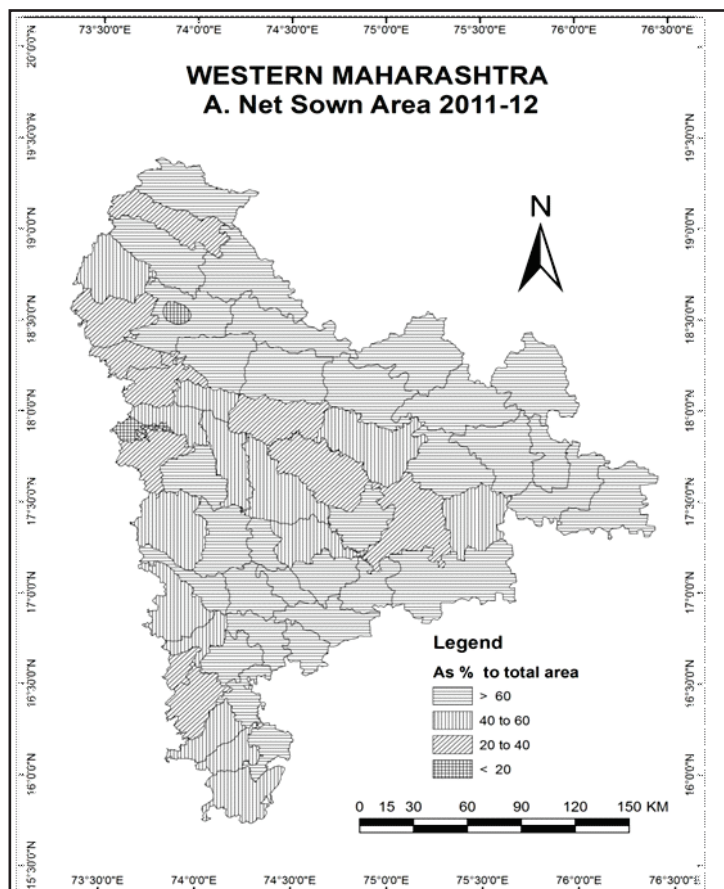 73°30'0"E 74°0'0"E 74°30'0"E 75°0'0"E 75°30'0"E 76°0'0"E 76°30'0"E
WESTERN MAHARASHTRA
A. Net Sown Area 2011-12
20°0'0"N 20°0'0"N
19°30'0"N 19°30'0"N
19°0'0"N 19°0'0"N
18°30'0"N 18°30'0"N
18°0'0"N 18°0'0"N
17°30'0"N 17°30'0"N
17°0'0"N 17°0'0"N
16°30'0"N 16°30'0"N
16°0'0"N 16°0'0"N
15°30'0"N 15°30'0"N
N
Legend
As % to total area
> 60
40 to 60
20 to 40
< 20
0 15 30 60 90 120 150 KM
73°30'0"E 74°0'0"E 74°30'0"E 75°0'0"E 75°30'0"E 76°0'0"E 76°30'0"E